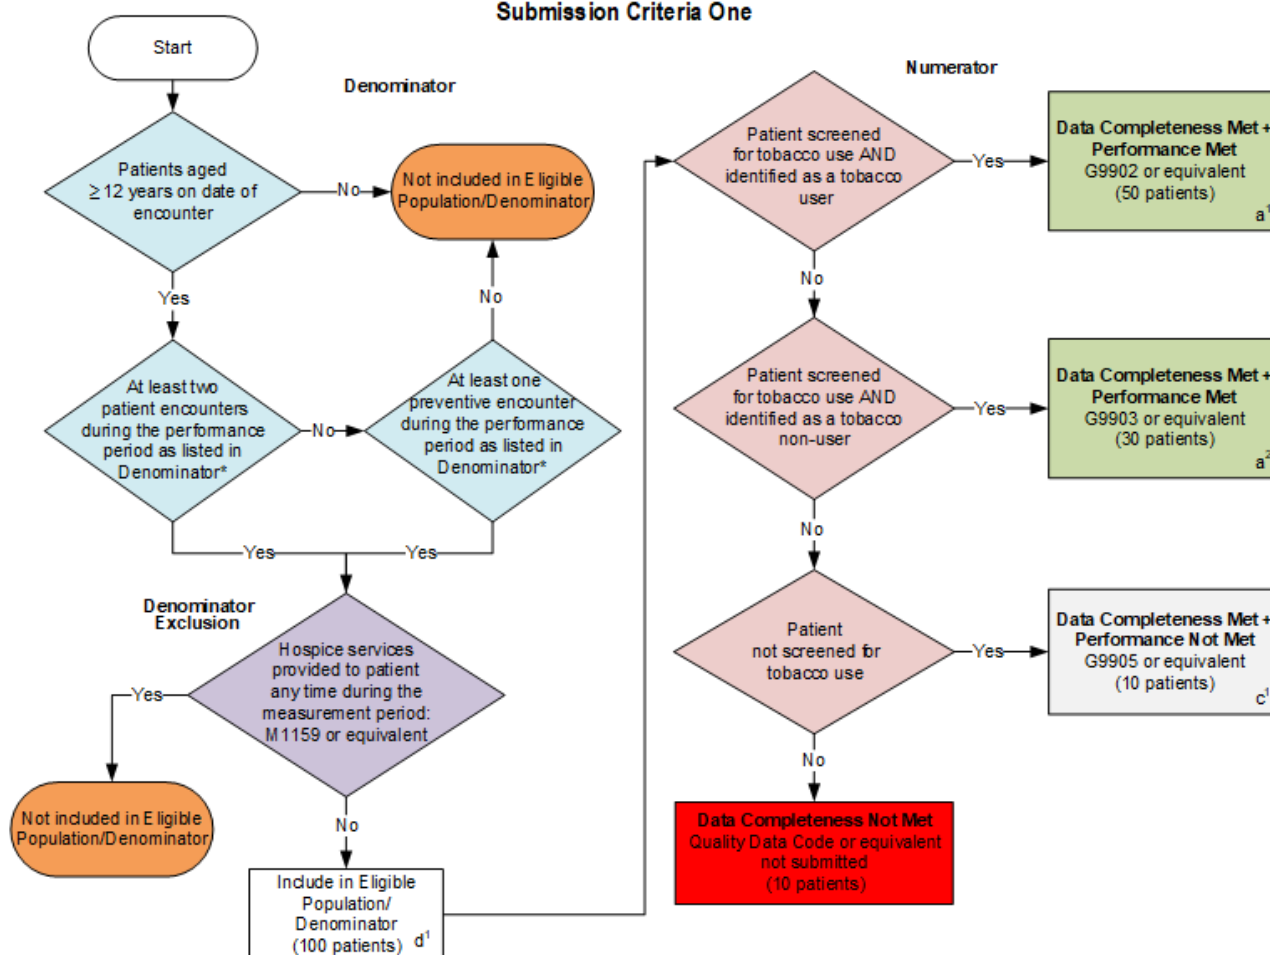 Submission Criteria One
Start
Denominator
Patients aged
≥ 12 years on date of
encounter
No
Not included in Eligible
Population/Denominator
Yes
No
At least two
patient encounters
during the performance
period as listed in
Denominator*
No
At least one
preventive encounter
during the performance
period as listed in
Denominator*
Yes
Yes
Denominator
Exclusion
Hospice services
provided to patient
any time during the
measurement period:
M1159 or equivalent
Yes
Not included in Eligible
Population/Denominator
No
Include in Eligible
Population/
Denominator
(100 patients) d¹
Numerator
Patient screened
for tobacco use AND
identified as a tobacco
user
Yes
Data Completeness Met +
Performance Met
G9902 or equivalent
(50 patients)
a¹
No
Patient screened
for tobacco use AND
identified as a tobacco
non-user
Yes
Data Completeness Met +
Performance Met
G9903 or equivalent
(30 patients)
a²
No
Patient
not screened for
tobacco use
Yes
Data Completeness Met +
Performance Not Met
G9905 or equivalent
(10 patients)
c¹
No
Data Completeness Not Met
Quality Data Code or equivalent
not submitted
(10 patients)